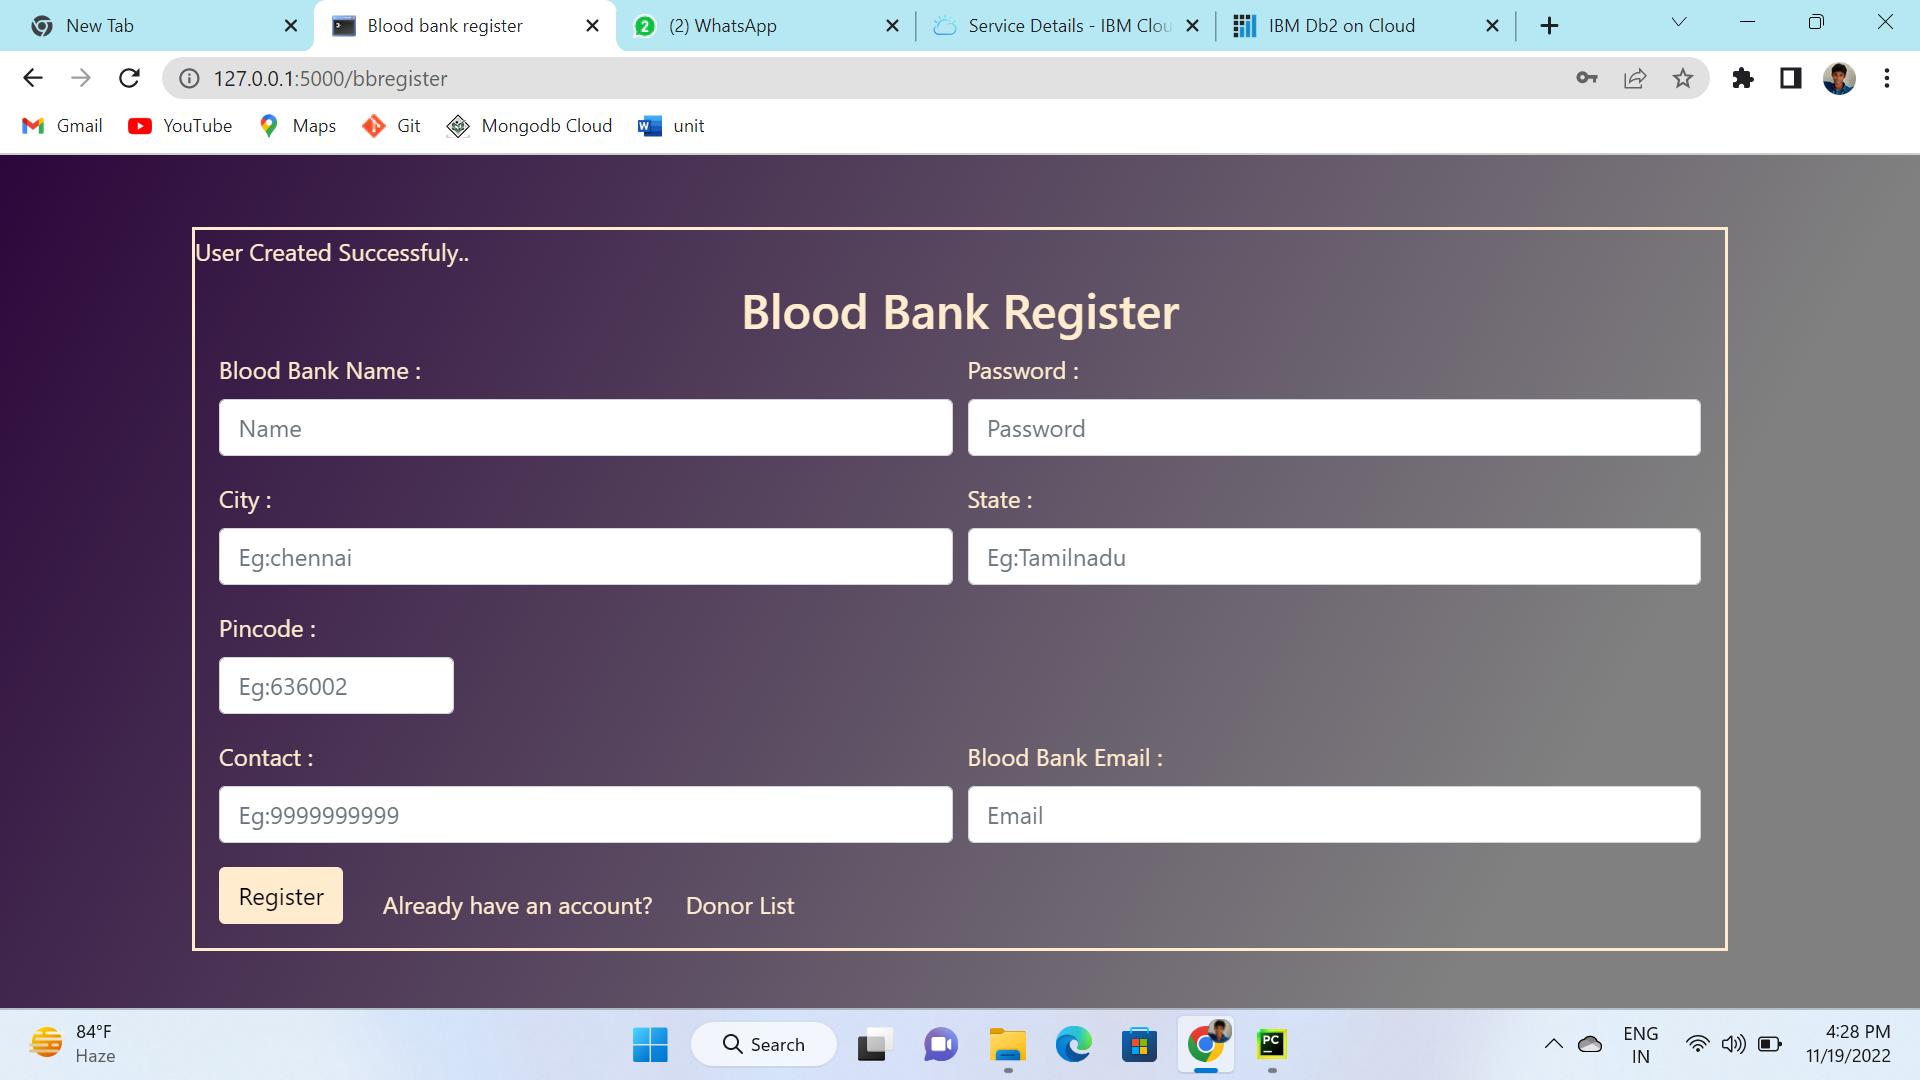 New Tab
Blood bank register
(2) WhatsApp
Service Details - IBM Clou
IBM Db2 on Cloud
127.0.0.1:5000/bbregister
Gmail
YouTube
Maps
Git
Mongodb Cloud
unit
User Created Successfuly..
Blood Bank Register
Blood Bank Name :
Password :
Name
Password
City :
State :
Eg:chennai
Eg:Tamilnadu
Pincode :
Eg:636002
Contact :
Blood Bank Email :
Eg:9999999999
Email
Register
Already have an account?
Donor List
84°F
Haze
Search
PC
ENG
IN
4:28 PM
11/19/2022